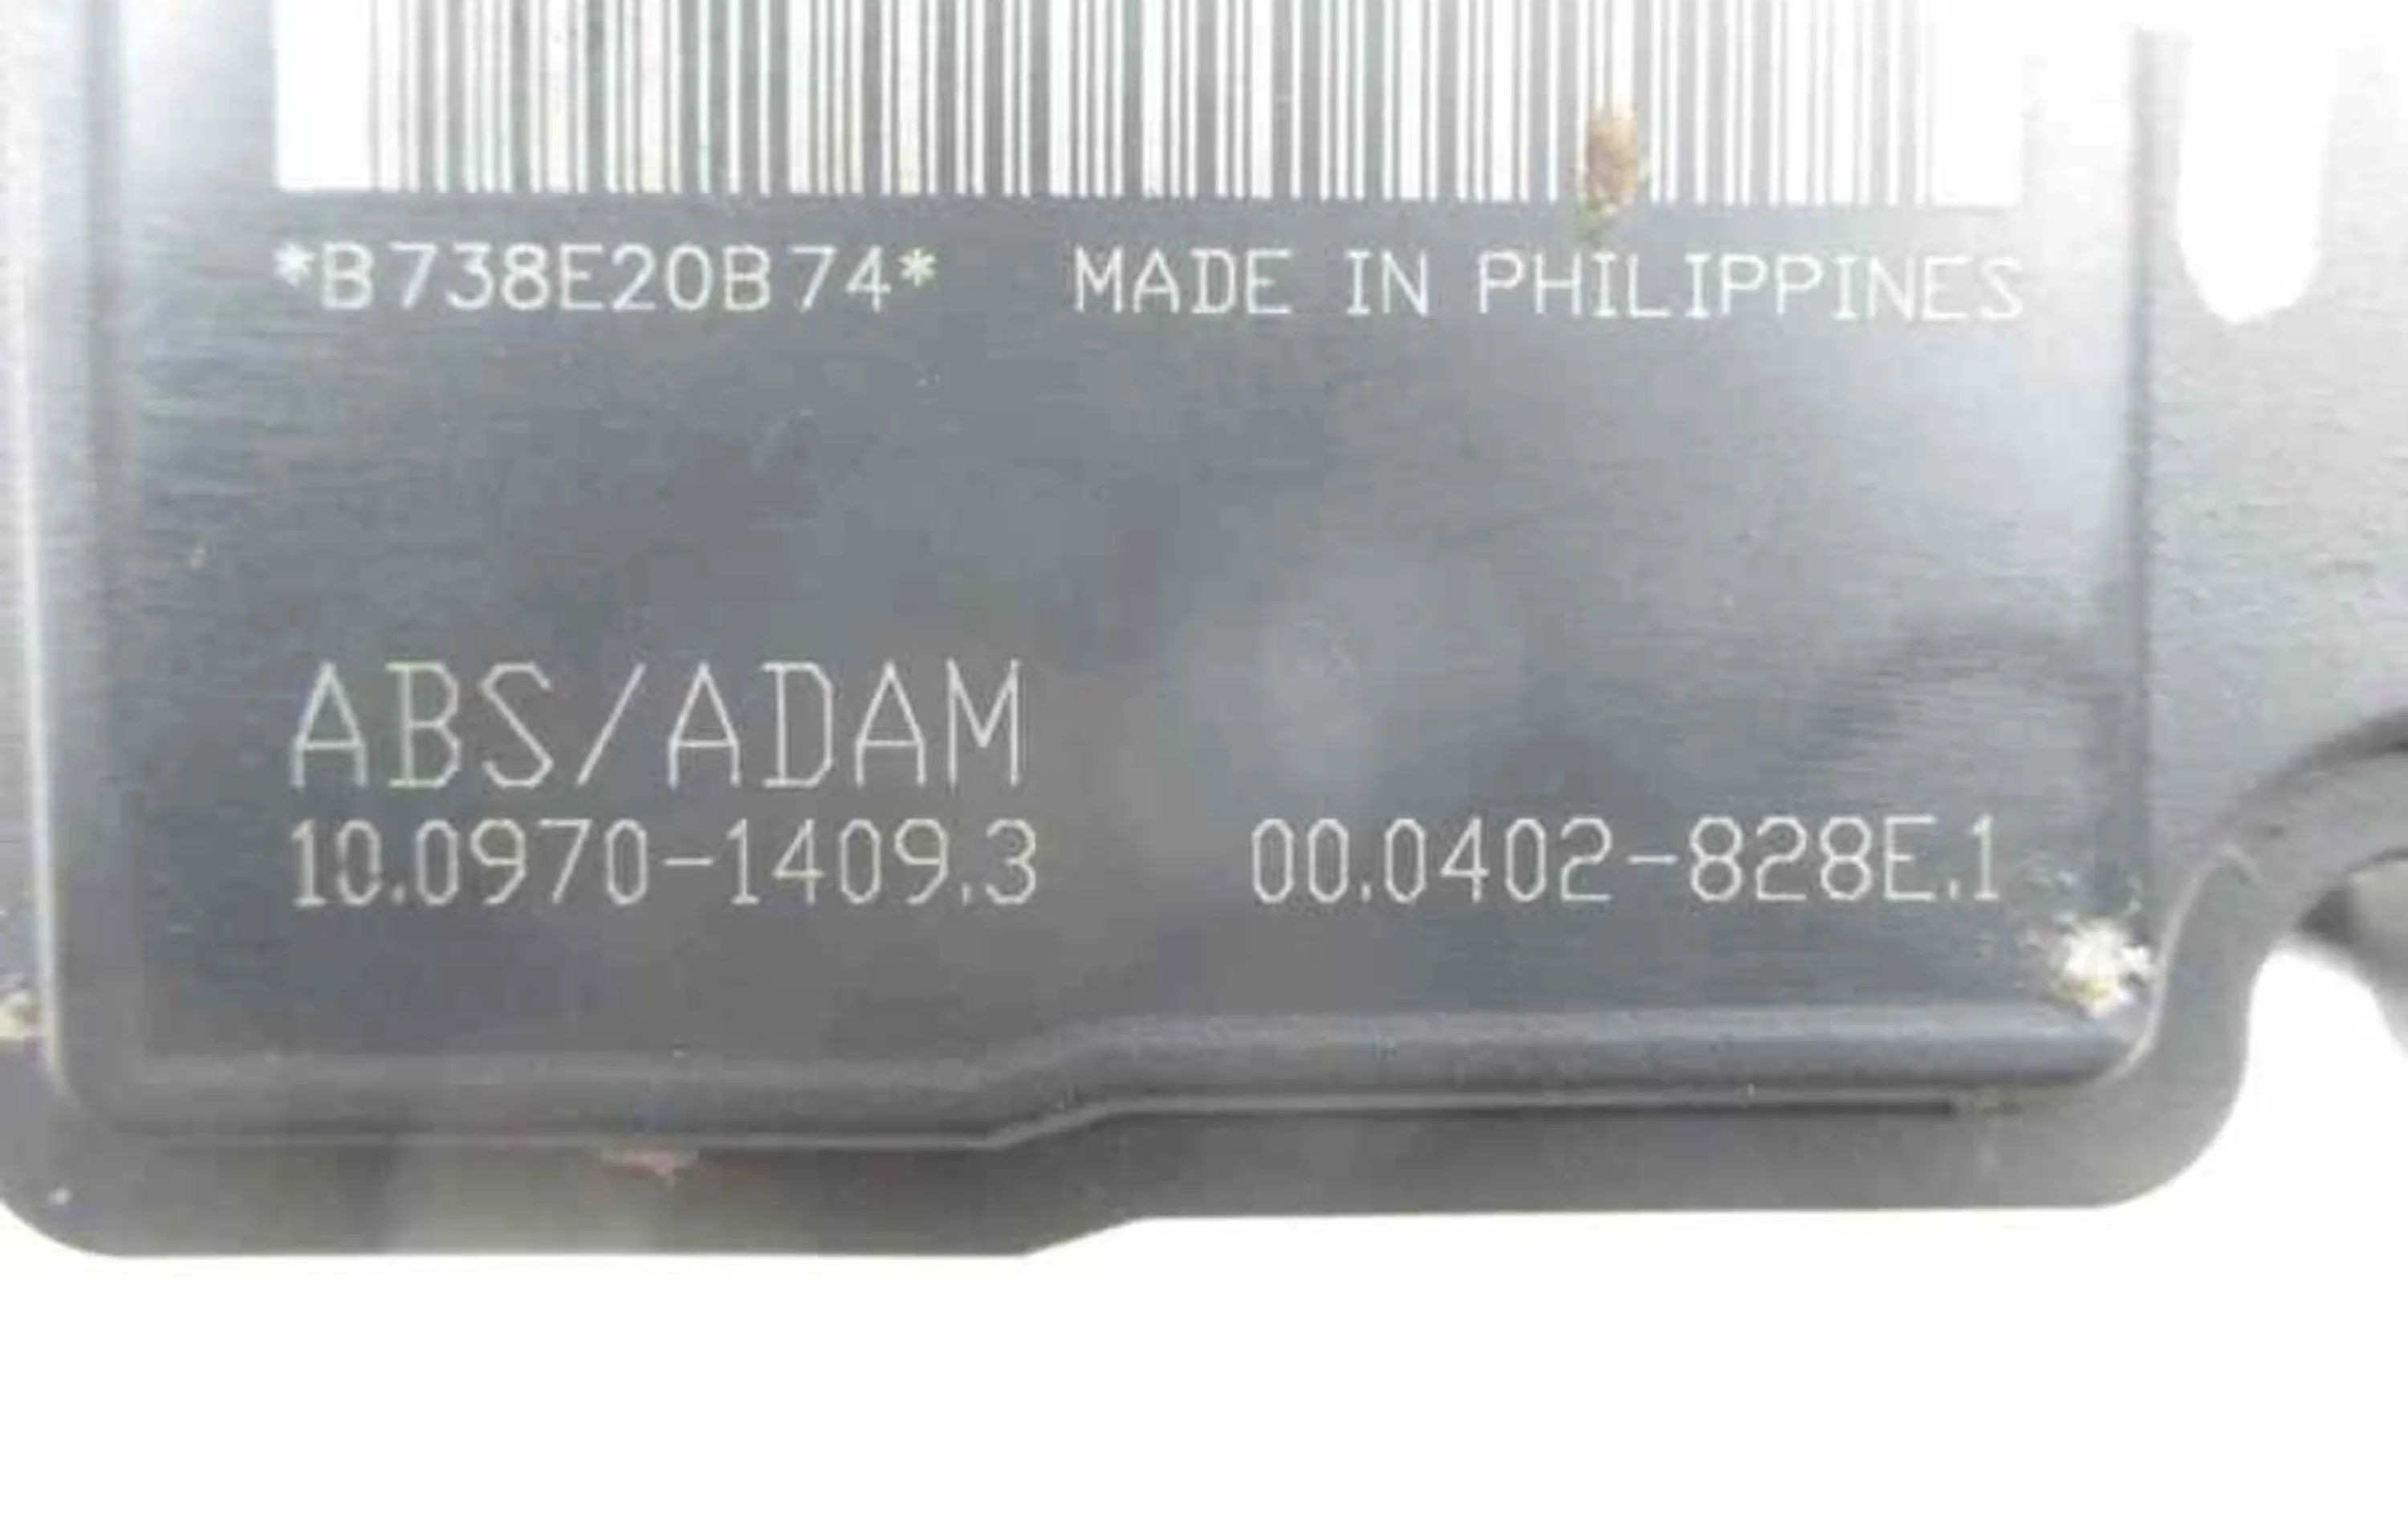 *B738E20B74* MADE IN PHILIPPINES
ABS/ADAM
10.0970-1409.3 00.0402-828E.1